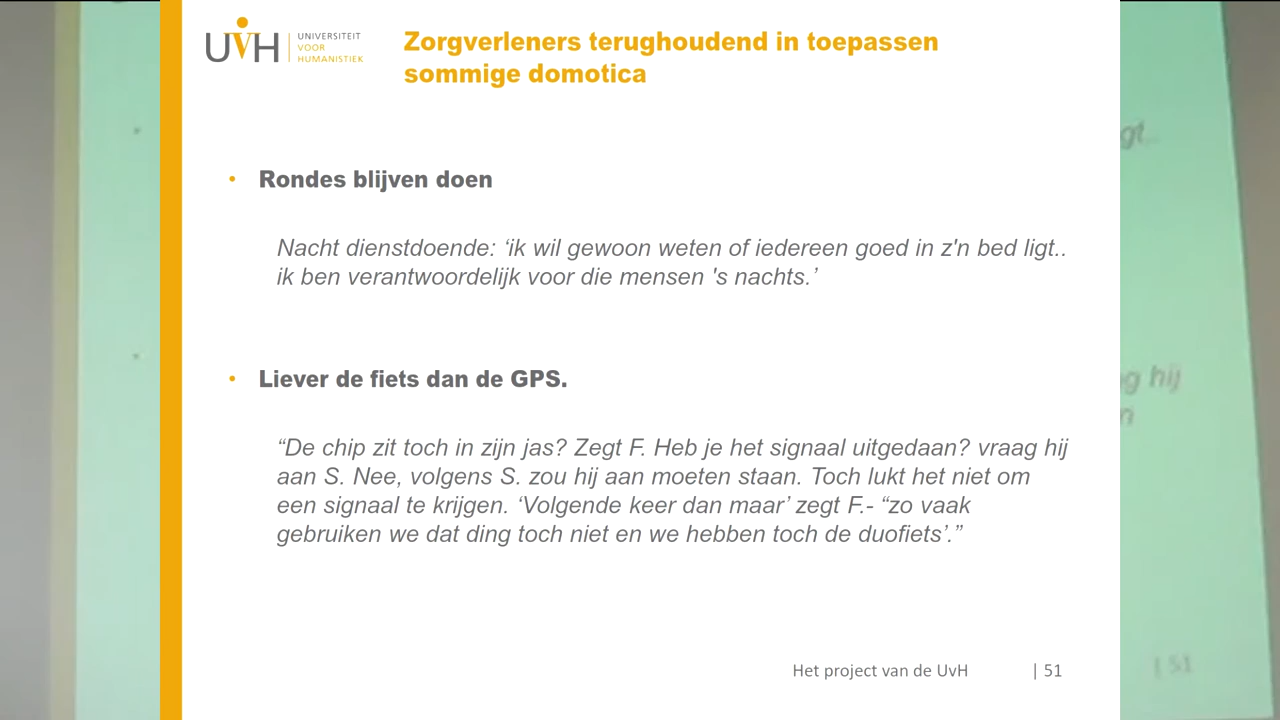 UVH
UNIVERSITEIT
VOOR
HUMANISTIEK
Zorgverleners terughoudend in toepassen
sommige domotica
• Rondes blijven doen
Nacht dienstdoende: ‘ik wil gewoon weten of iedereen goed in z'n bed ligt..
ik ben verantwoordelijk voor die mensen 's nachts.’
• Liever de fiets dan de GPS.
“De chip zit toch in zijn jas? Zegt F. Heb je het signaal uitgedaan? vraag hij
aan S. Nee, volgens S. zou hij aan moeten staan. Toch lukt het niet om
een signaal te krijgen. ‘Volgende keer dan maar’ zegt F.- “zo vaak
gebruiken we dat ding toch niet en we hebben toch de duofiets’.”
Het project van de UvH | 51
gt..
g hij
n
| 51